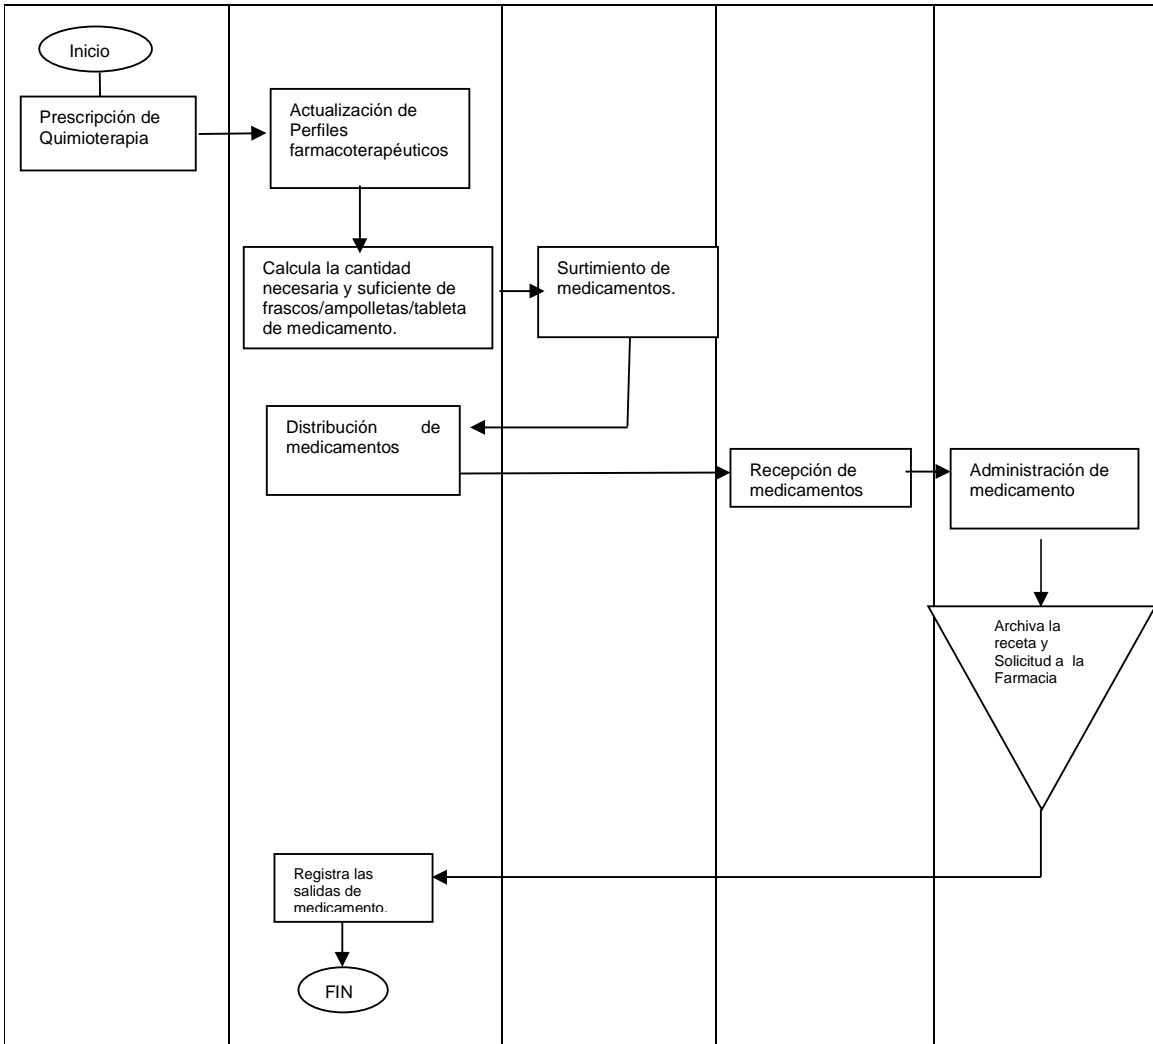 Inicio
Prescripción de
Quimioterapia
Actualización de
Perfiles
farmacoterapéuticos
Calcula la cantidad
necesaria y suficiente de
frascos/ampolletas/tableta
de medicamento.
Surtimiento de
medicamentos.
Distribución de
medicamentos
Recepción de
medicamentos
Administración de
medicamento
Archiva la
receta y
Solicitud a la
Farmacia
Registra las
salidas de
medicamento.
FIN